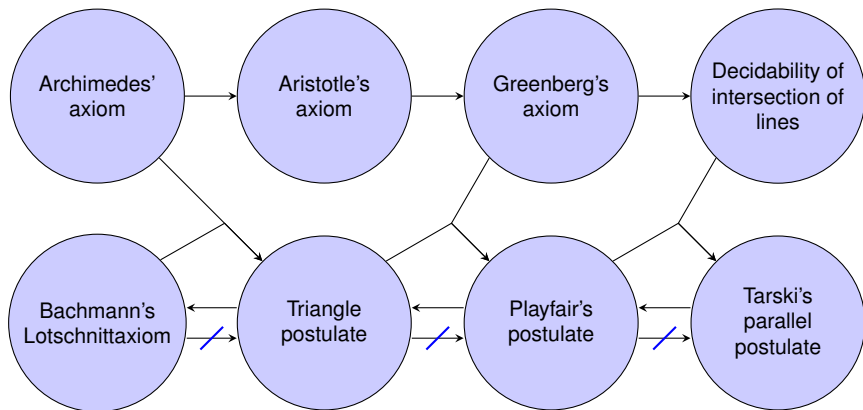 Archimedes'
axiom
Aristotle's
axiom
Greenberg's
axiom
Decidability of
intersection of
lines
Bachmann's
Lotschnittaxiom
Triangle
postulate
Playfair's
postulate
Tarski's
parallel
postulate